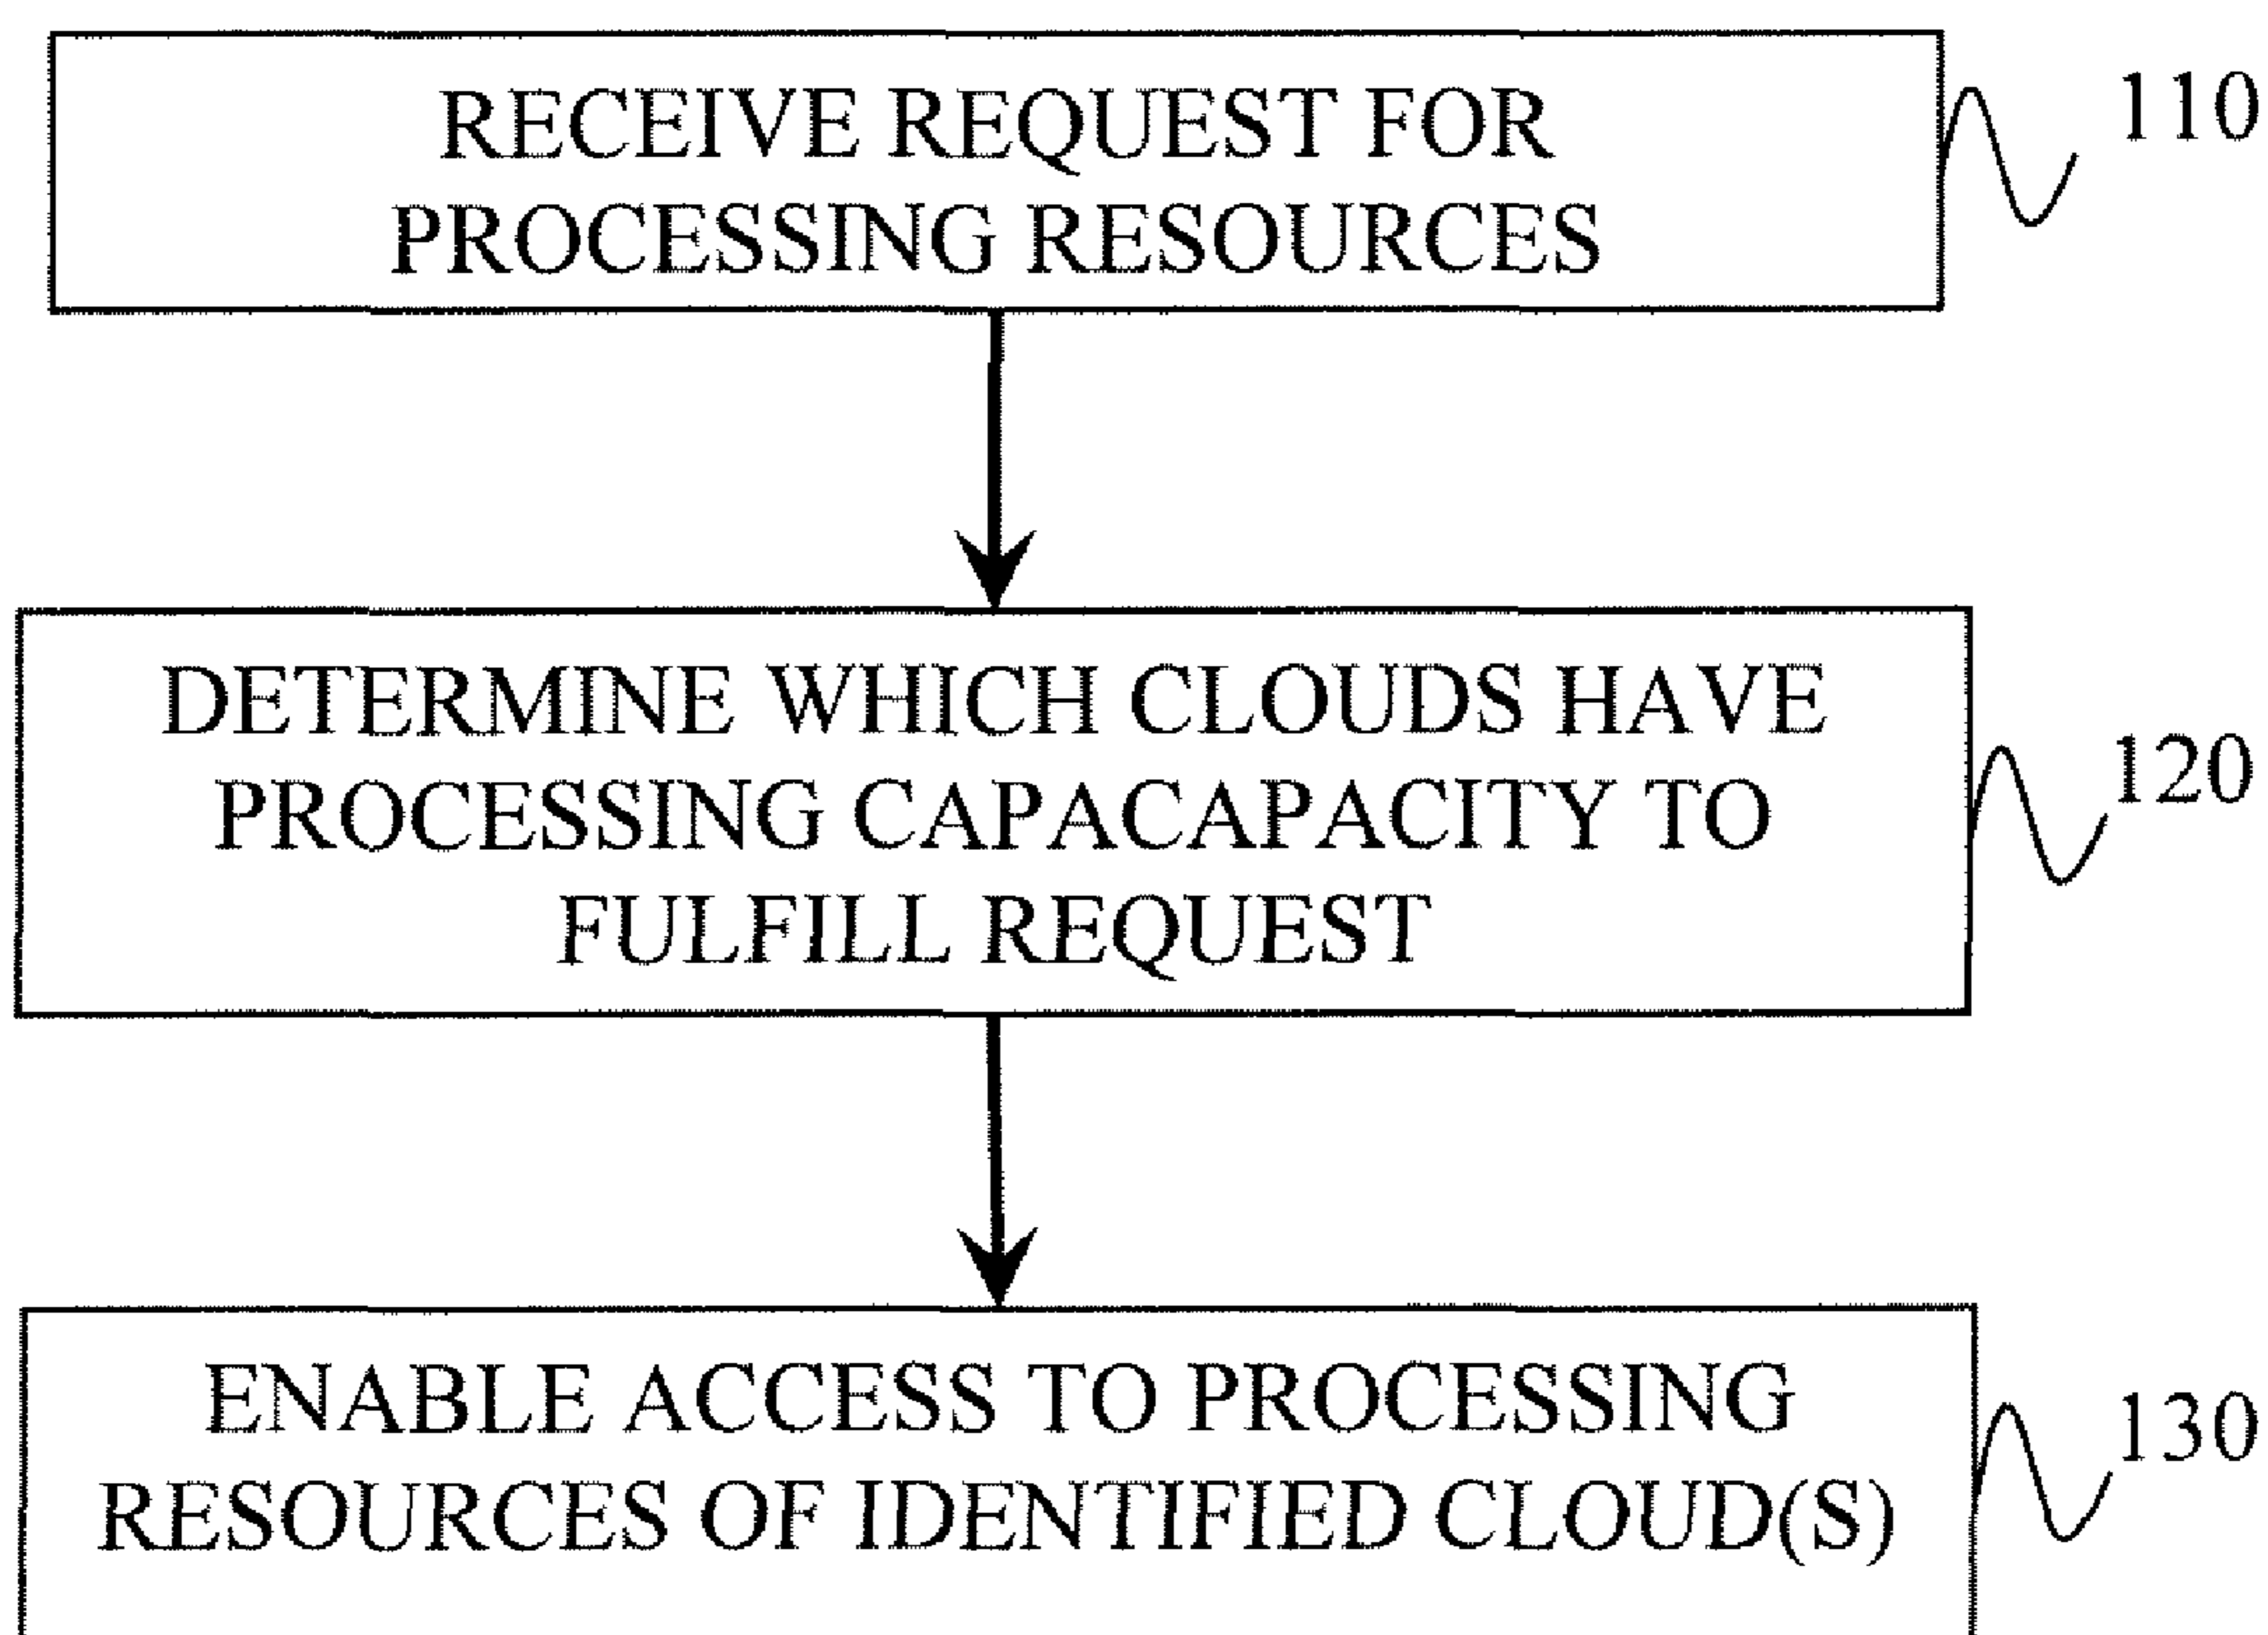 RECEIVE REQUEST FOR
PROCESSING RESOURCES
110
DETERMINE WHICH CLOUDS HAVE
PROCESSING CAPACAPACITY TO
FULFILL REQUEST
120
ENABLE ACCESS TO PROCESSING
RESOURCES OF IDENTIFIED CLOUD(S)
130